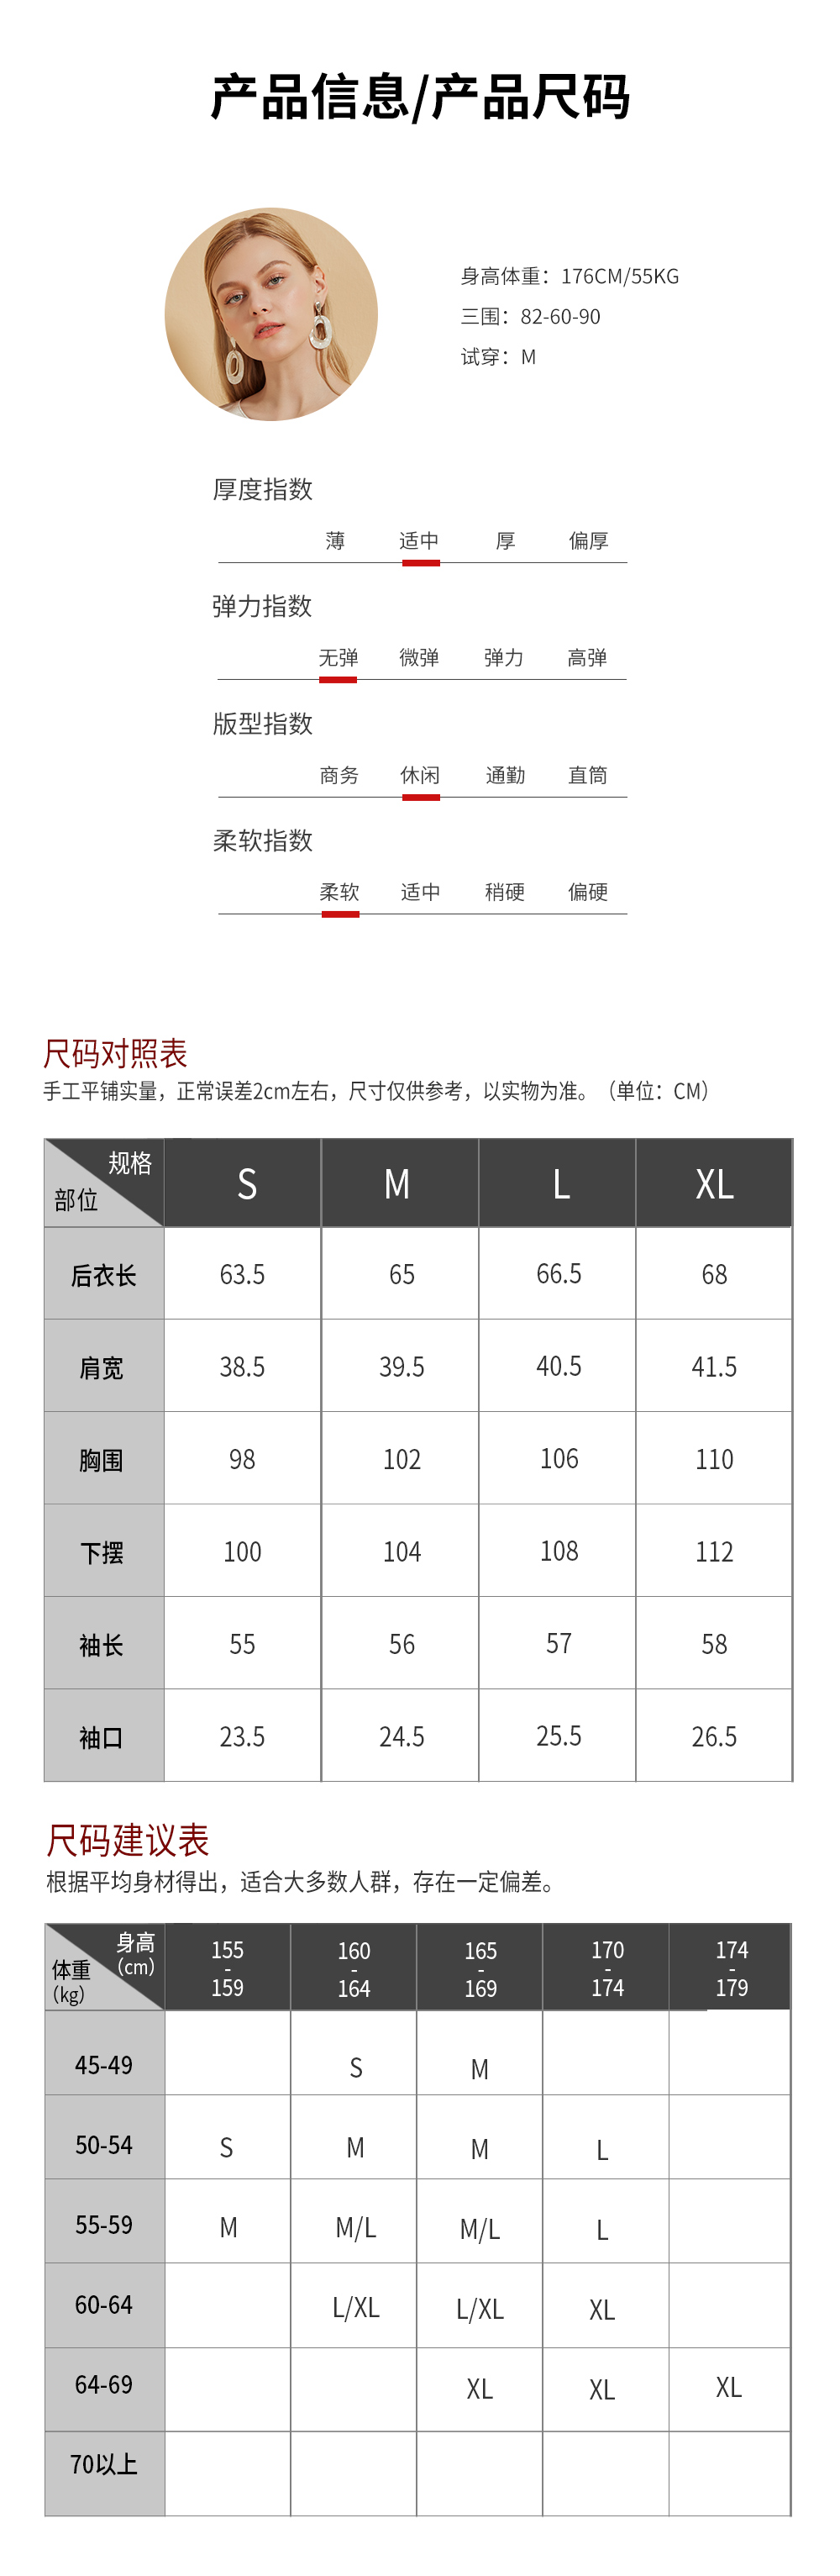 产品信息/产品尺码
身高体重：176CM/55KG
三围：82-60-90
试穿：M
厚度指数
薄 适中 厚 偏厚
弹力指数
无弹 微弹 弹力 高弹
版型指数
商务 休闲 通勤 直筒
柔软指数
柔软 适中 稍硬 偏硬
尺码对照表
手工平铺实量，正常误差2cm左右，尺寸仅供参考，以实物为准。（单位：CM）
规格
部位
S M L XL
后衣长 63.5 65 66.5 68
肩宽 38.5 39.5 40.5 41.5
胸围 98 102 106 110
下摆 100 104 108 112
袖长 55 56 57 58
袖口 23.5 24.5 25.5 26.5
尺码建议表
根据平均身材得出，适合大多数人群，存在一定偏差。
身高
（cm）
体重
（kg）
155-159 160-164 165-169 170-174 174-179
45-49 S M
50-54 S M M L
55-59 M M/L M/L L
60-64 L/XL L/XL XL
64-69 XL XL XL
70以上